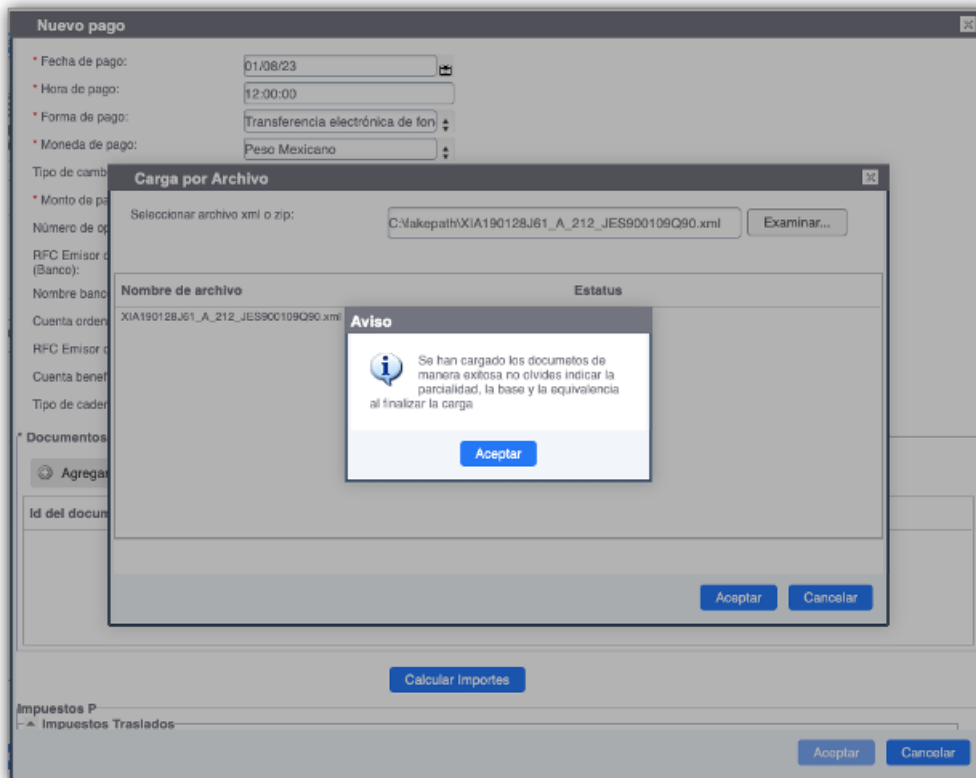 Nuevo pago
* Fecha de pago:
01/08/23
* Hora de pago:
12:00:00
* Forma de pago:
Transferencia electrónica de fon
* Moneda de pago:
Peso Mexicano
Tipo de camb
Carga por Archivo
* Monto de pa
Seleccionar archivo xml o zip:
C:\fakepath\XIA190128J61_A_212_JES900109Q90.xml
Examinar...
Número de op
RFC Emisor c
(Banco):
Nombre banc
Nombre de archivo
Estatus
Cuenta orden
XIA190128J61_A_212_JES900109Q90.xml
Aviso
RFC Emisor c
Se han cargado los documetos de
manera exitosa no olvides indicar la
parcialidad, la base y la equivalencia
al finalizar la carga
Cuenta benef
Tipo de cader
* Documentos
Aceptar
Agregar
Id del docum
Aceptar
Cancelar
Calcular Importes
Impuestos P
Impuestos Traslados
Aceptar
Cancelar